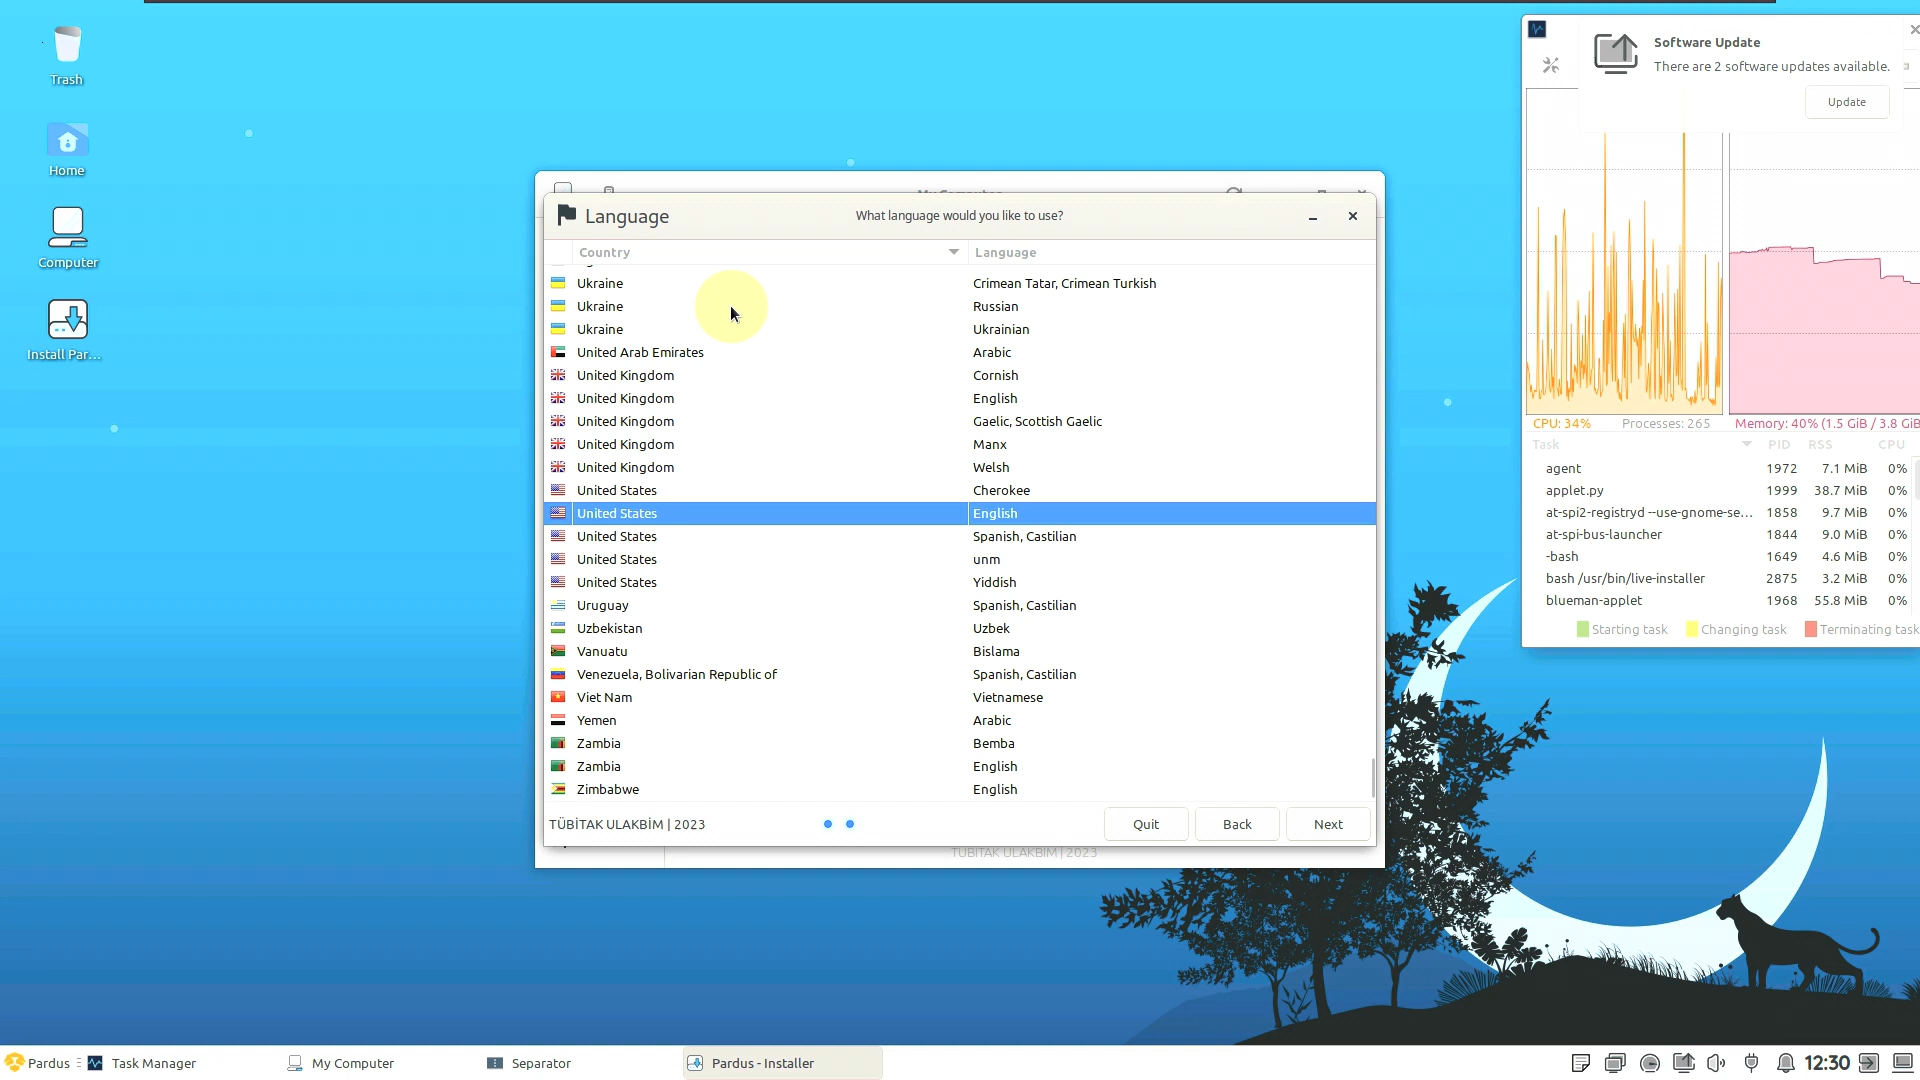 Trash
Home
Computer
Install Par...
Software Update
There are 2 software updates available.
Update
Language
What language would you like to use?
Country Language
Ukraine Crimean Tatar, Crimean Turkish
Ukraine Russian
Ukraine Ukrainian
United Arab Emirates Arabic
United Kingdom Cornish
United Kingdom English
United Kingdom Gaelic, Scottish Gaelic
United Kingdom Manx
United Kingdom Welsh
United States Cherokee
United States English
United States Spanish, Castilian
United States unm
United States Yiddish
Uruguay Spanish, Castilian
Uzbekistan Uzbek
Vanuatu Bislama
Venezuela, Bolivarian Republic of Spanish, Castilian
Viet Nam Vietnamese
Yemen Arabic
Zambia Bemba
Zambia English
Zimbabwe English
TÜBİTAK ULAKBİM | 2023
Quit Back Next
TÜBİTAK ULAKBİM | 2023
CPU: 34% Processes: 265 Memory: 40% (1.5 GiB / 3.8 GiB
Task PID RSS CPU
agent 1972 7.1 MiB 0%
applet.py 1999 38.7 MiB 0%
at-spi2-registryd --use-gnome-se... 1858 9.7 MiB 0%
at-spi-bus-launcher 1844 9.0 MiB 0%
-bash 1649 4.6 MiB 0%
bash /usr/bin/live-installer 2875 3.2 MiB 0%
blueman-applet 1968 55.8 MiB 0%
Starting task Changing task Terminating task
Pardus Task Manager My Computer Separator Pardus - Installer 12:30